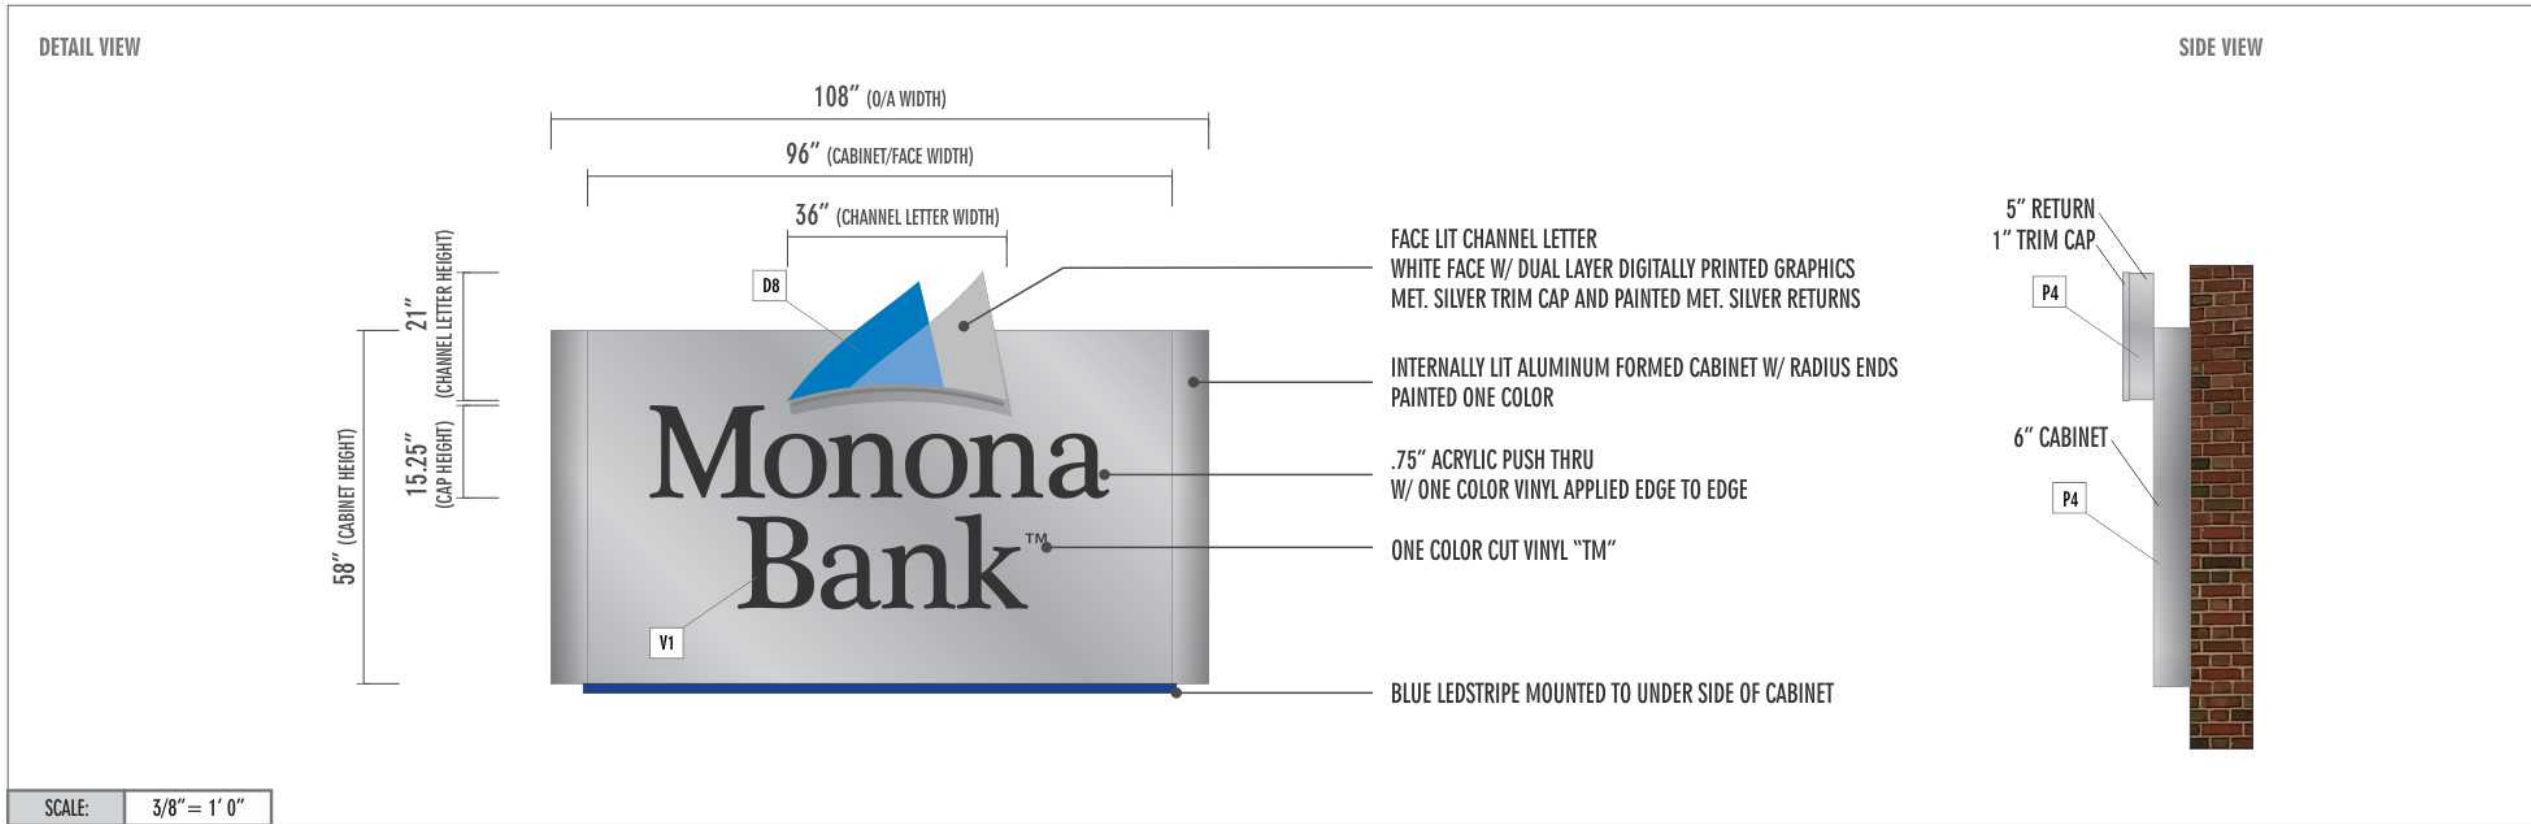 DETAIL VIEW
SIDE VIEW
108" (O/A WIDTH)
96" (CABINET/FACE WIDTH)
36" (CHANNEL LETTER WIDTH)
21"
(CHANNEL LETTER HEIGHT)
15.25"
(CAP HEIGHT)
58" (CABINET HEIGHT)
D8
Monona
Bank™
V1
FACE LIT CHANNEL LETTER
WHITE FACE W/ DUAL LAYER DIGITALLY PRINTED GRAPHICS
MET. SILVER TRIM CAP AND PAINTED MET. SILVER RETURNS
INTERNALLY LIT ALUMINUM FORMED CABINET W/ RADIUS ENDS
PAINTED ONE COLOR
.75" ACRYLIC PUSH THRU
W/ ONE COLOR VINYL APPLIED EDGE TO EDGE
ONE COLOR CUT VINYL "TM"
BLUE LEDSTRIPE MOUNTED TO UNDER SIDE OF CABINET
5" RETURN
1" TRIM CAP
P4
6" CABINET
P4
SCALE: 3/8"= 1' 0"